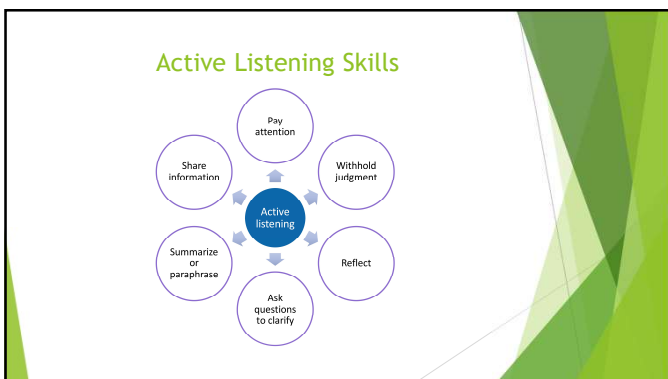 Active Listening Skills
Pay
attention
Withhold
judgment
Reflect
Ask
questions
to clarify
Summarize
or
paraphrase
Share
information
Active
listening